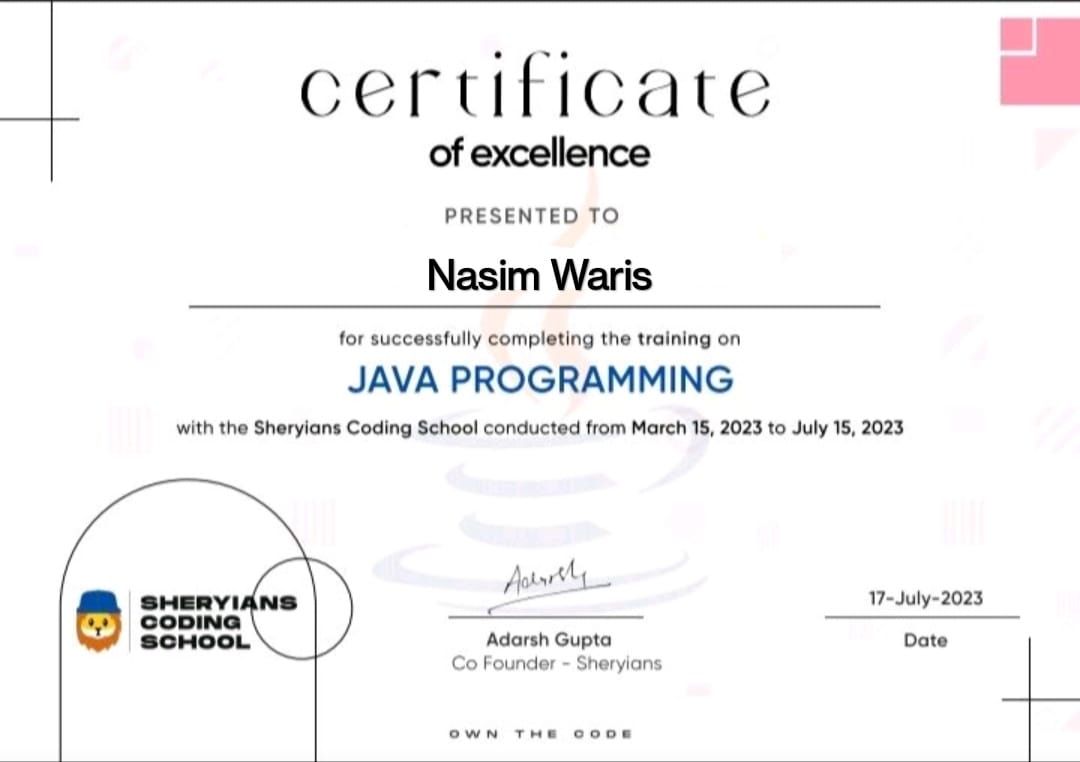 certificate
of excellence
PRESENTED TO
Nasim Waris
for successfully completing the training on
JAVA PROGRAMMING
with the Sheryians Coding School conducted from March 15, 2023 to July 15, 2023
SHERYIANS
CODING
SCHOOL
Adarsh
Adarsh Gupta
Co Founder - Sheryians
17-July-2023
Date
OWN THE CODE